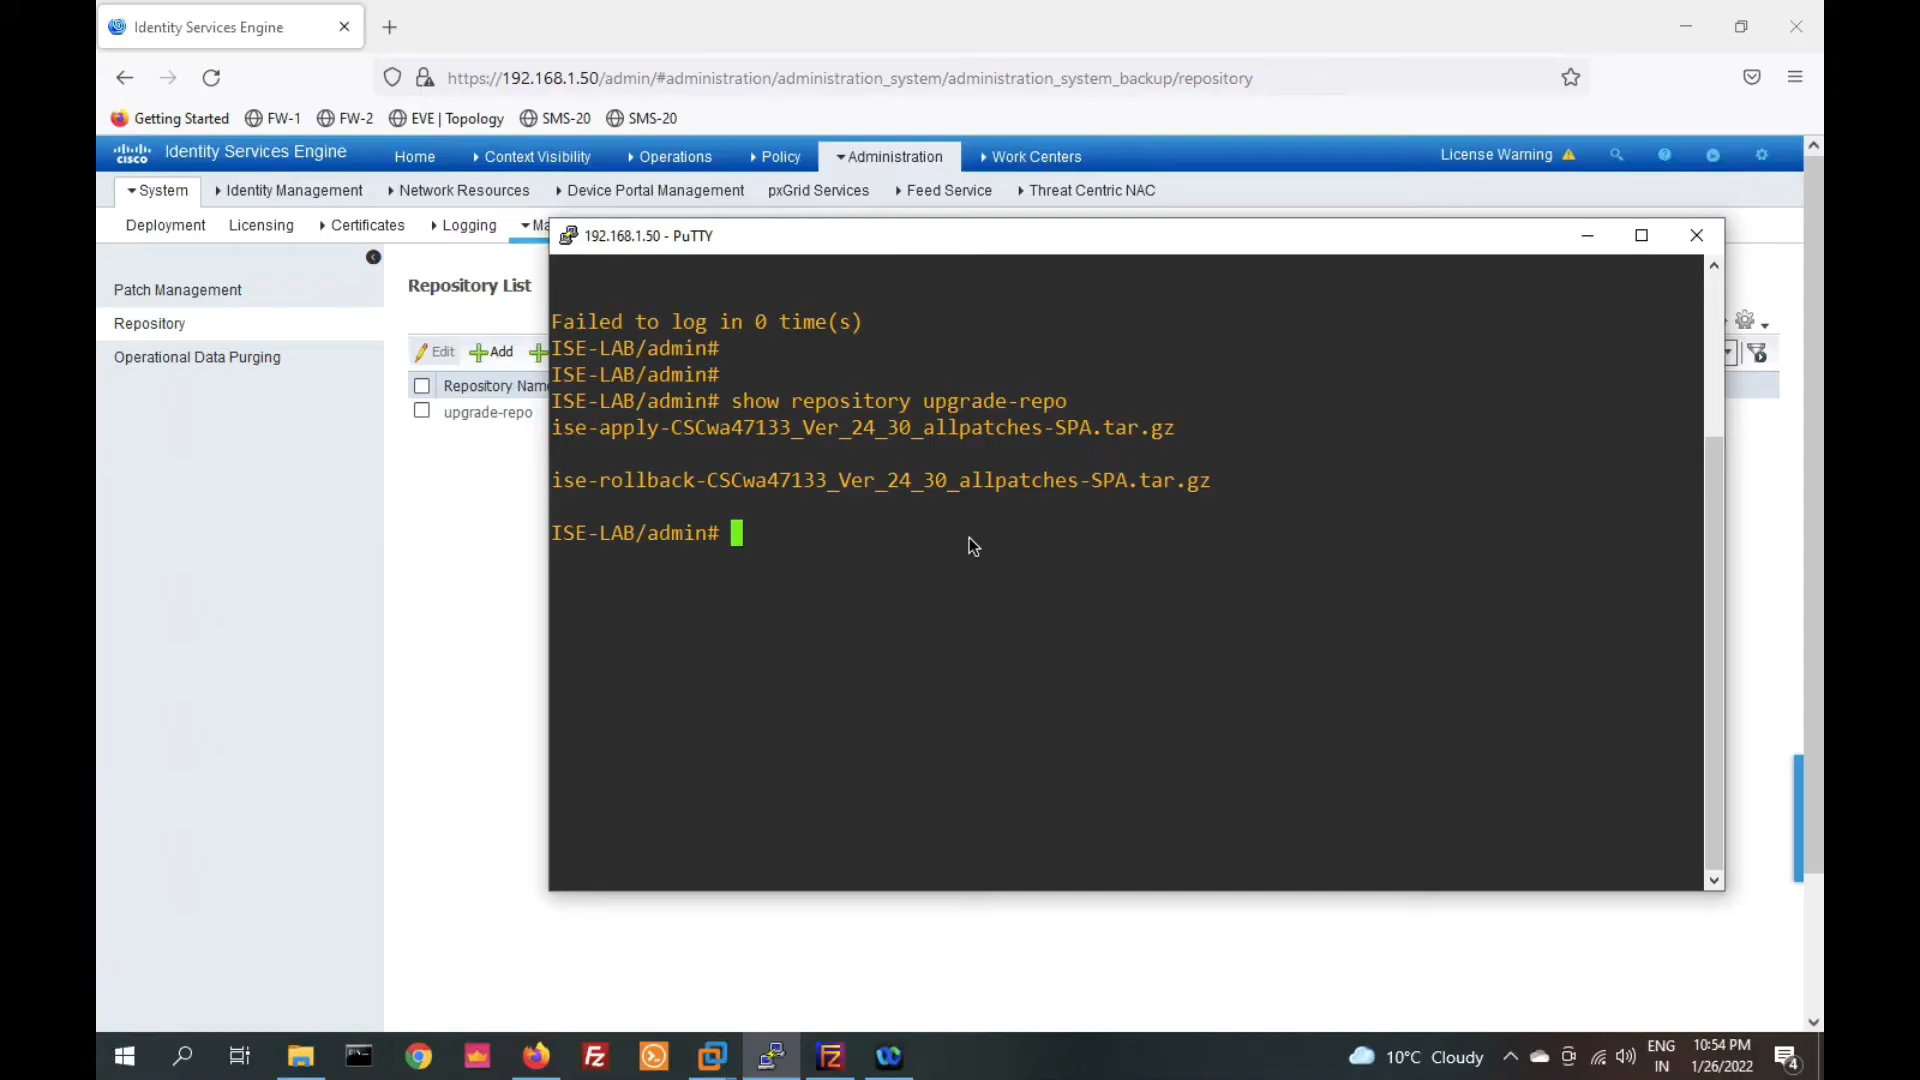 Identity Services Engine
https://192.168.1.50/admin/#administration/administration_system/administration_system_backup/repository
Getting Started FW-1 FW-2 EVE | Topology SMS-20 SMS-20
cisco Identity Services Engine Home Context Visibility Operations Policy Administration Work Centers License Warning
System Identity Management Network Resources Device Portal Management pxGrid Services Feed Service Threat Centric NAC
Deployment Licensing Certificates Logging
Patch Management
Repository
Operational Data Purging
Repository List
Edit Add
Repository Name
upgrade-repo
192.168.1.50 - PuTTY
Failed to log in 0 time(s)
ISE-LAB/admin#
ISE-LAB/admin#
ISE-LAB/admin# show repository upgrade-repo
ise-apply-CSCwa47133_Ver_24_30_allpatches-SPA.tar.gz
ise-rollback-CSCwa47133_Ver_24_30_allpatches-SPA.tar.gz
ISE-LAB/admin#
10°C Cloudy
ENG
IN
10:54 PM
1/26/2022
4